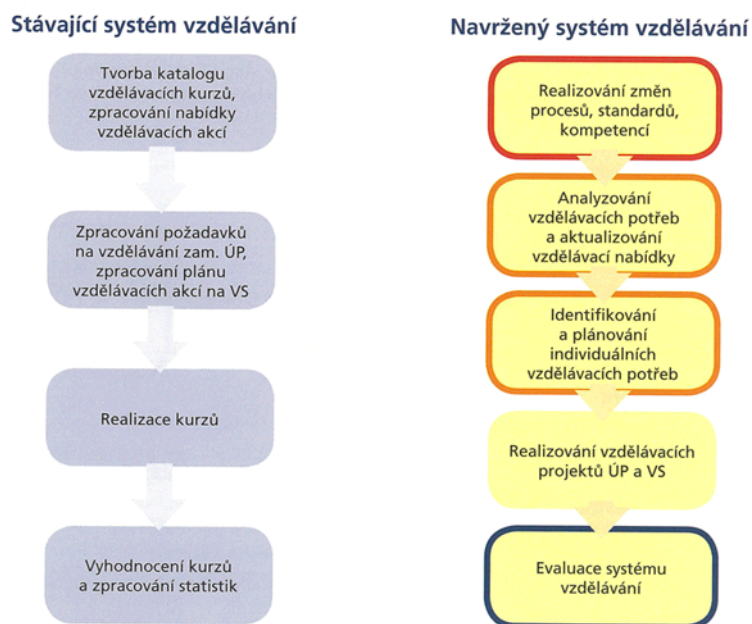 Stávající systém vzdělávání
Tvorba katalogu
vzdělávacích kurzů,
zpracování nabídky
vzdělávacích akcí
Zpracování požadavků
na vzdělávání zam. ÚP,
zpracování plánu
vzdělávacích akcí na VS
Realizace kurzů
Vyhodnocení kurzů
a zpracování statistik
Navržený systém vzdělávání
Realizování změn
procesů, standardů,
kompetencí
Analyzování
vzdělávacích potřeb
a aktualizování
vzdělávací nabídky
Identifikování
a plánování
individuálních
vzdělávacích potřeb
Realizování vzdělávacích
projektů ÚP a VS
Evaluace systému
vzdělávání